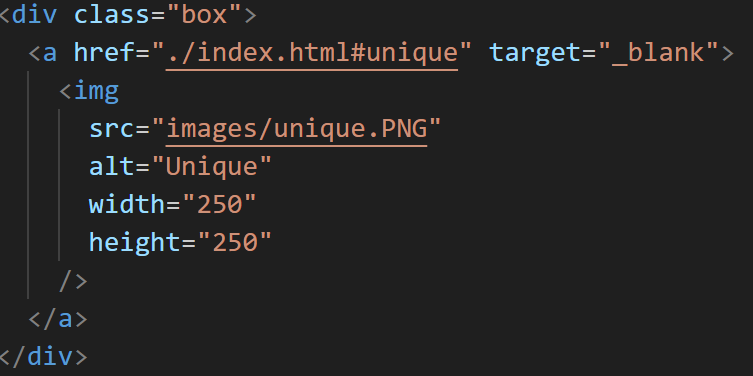 <div class="box">
<a href="./index.html#unique" target="_blank">
<img
src="images/unique.PNG"
alt="Unique"
width="250"
height="250"
/>
</a>
</div>